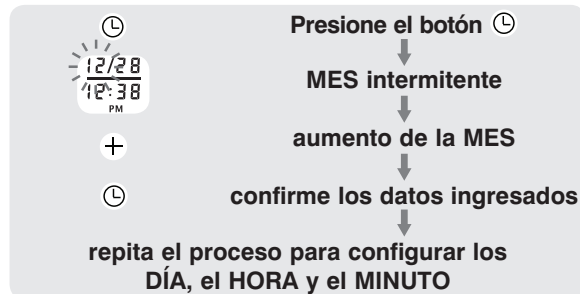 Presione el botón
12/28
12:38
PM
MES intermitente
+
aumento de la MES
confirme los datos ingresados
repita el proceso para configurar los
DÍA, el HORA y el MINUTO